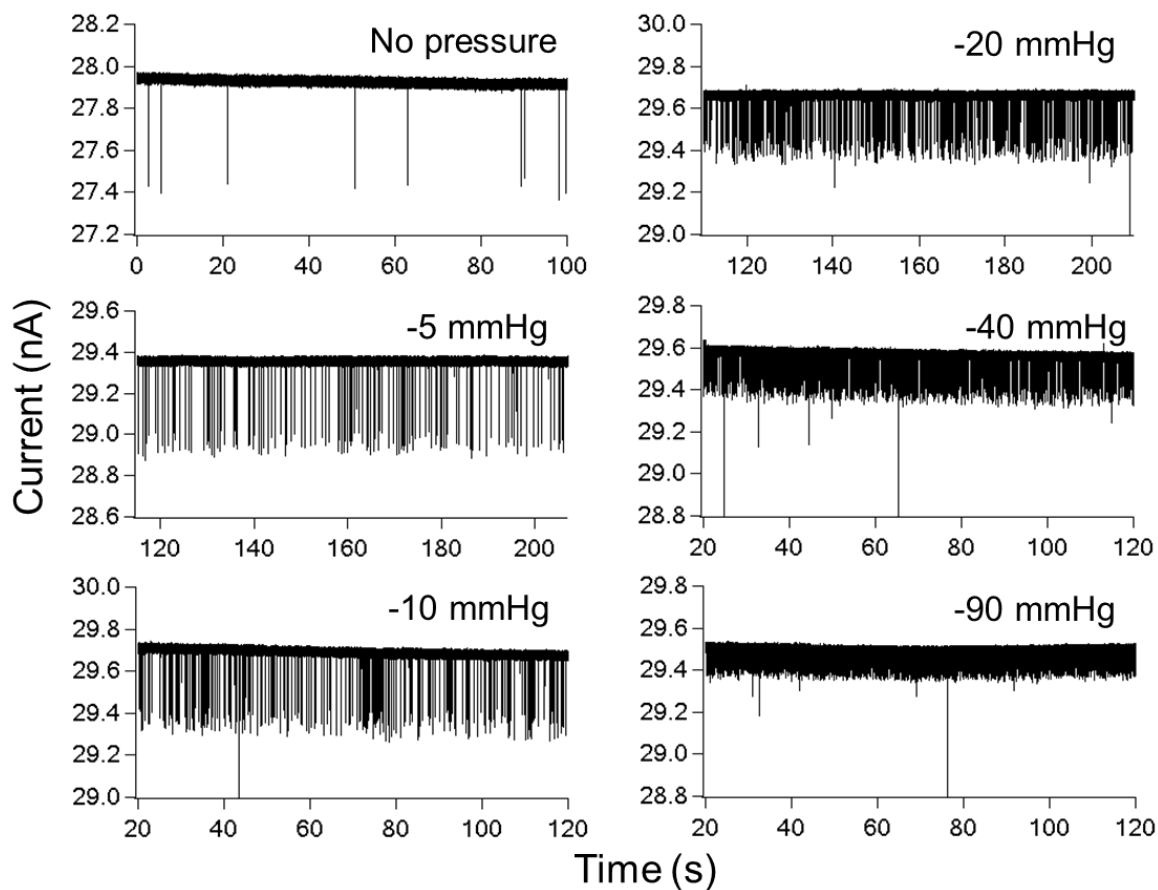 No pressure
28.2
28.0
27.8
27.6
27.4
27.2
0 20 40 60 80 100
-20 mmHg
30.0
29.8
29.6
29.4
29.2
29.0
120 140 160 180 200
-5 mmHg
29.6
29.4
29.2
29.0
28.8
28.6
120 140 160 180 200
-40 mmHg
29.8
29.6
29.4
29.2
29.0
28.8
20 40 60 80 100 120
-10 mmHg
30.0
29.8
29.6
29.4
29.2
29.0
20 40 60 80 100 120
-90 mmHg
29.8
29.6
29.4
29.2
29.0
28.8
20 40 60 80 100 120
Current (nA)
Time (s)